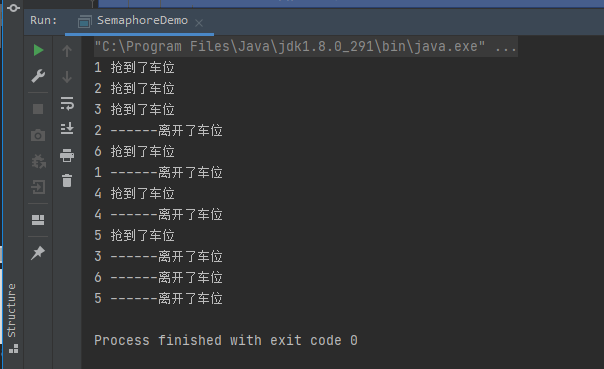 Run: SemaphoreDemo
"C:\Program Files\Java\jdk1.8.0_291\bin\java.exe" ...
1 抢到了车位
2 抢到了车位
3 抢到了车位
2 ------离开了车位
6 抢到了车位
1 ------离开了车位
4 抢到了车位
4 ------离开了车位
5 抢到了车位
3 ------离开了车位
6 ------离开了车位
5 ------离开了车位
Process finished with exit code 0
Structure